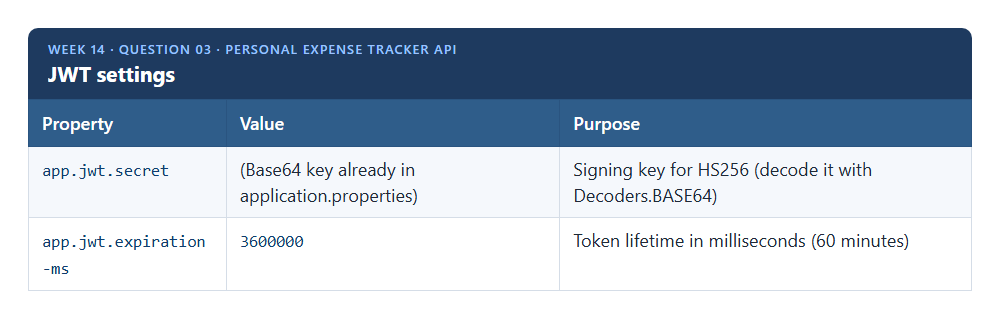 WEEK 14 · QUESTION 03 · PERSONAL EXPENSE TRACKER API
JWT settings
Property Value Purpose
app.jwt.secret (Base64 key already in application.properties) Signing key for HS256 (decode it with Decoders.BASE64)
app.jwt.expiration-ms 3600000 Token lifetime in milliseconds (60 minutes)